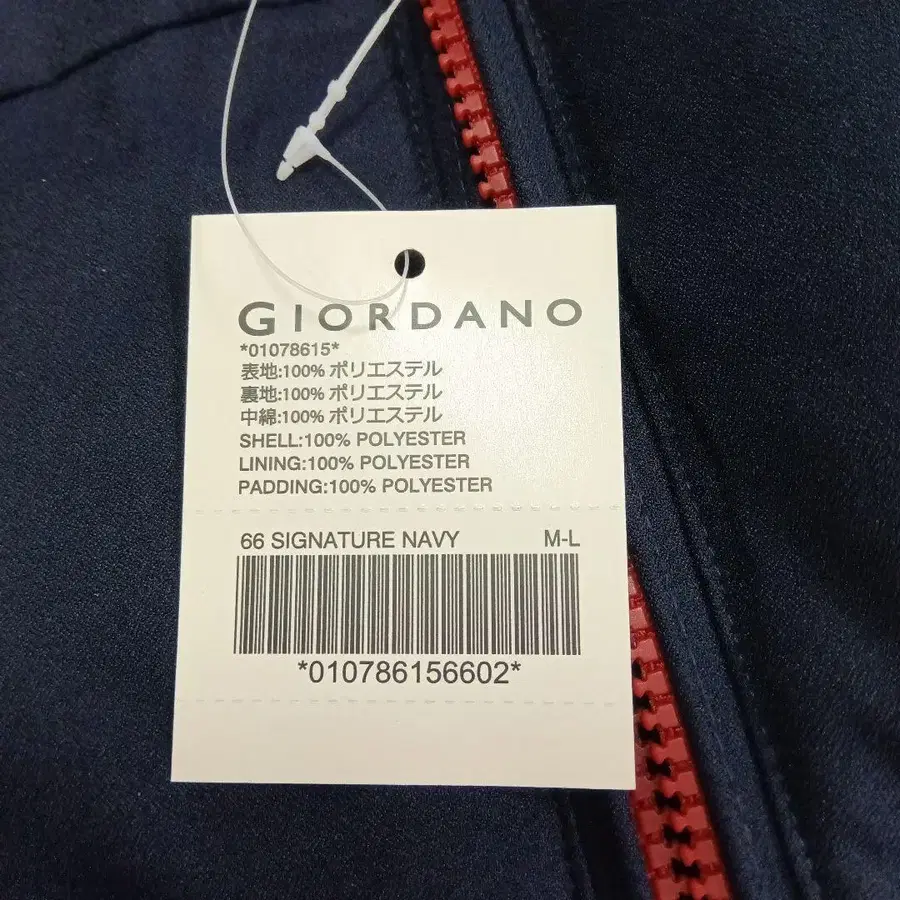 GIORDANO
*01078615*
表地:100% ポリエステル
裏地:100% ポリエステル
中綿:100% ポリエステル
SHELL:100% POLYESTER
LINING:100% POLYESTER
PADDING:100% POLYESTER
66 SIGNATURE NAVY M-L
*010786156602*